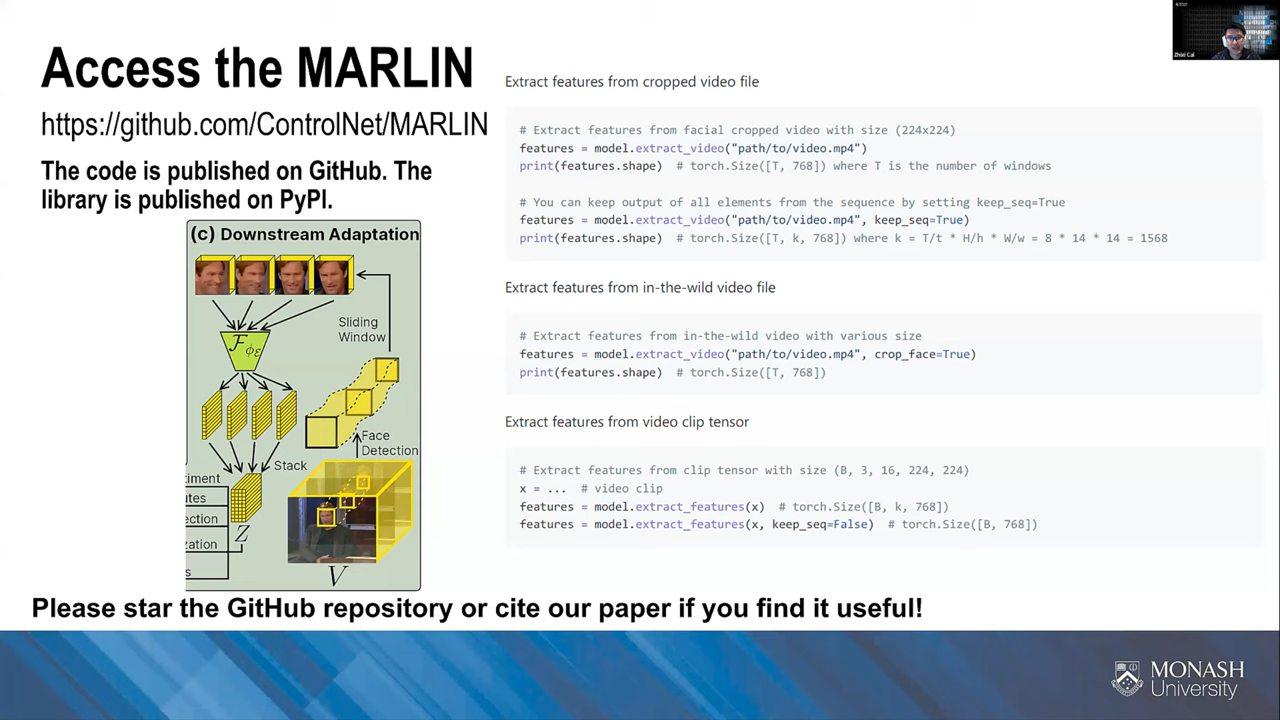 Access the MARLIN
https://github.com/ControlNet/MARLIN
The code is published on GitHub. The
library is published on PyPI.
(c) Downstream Adaptation
Sliding
Window
Face
Detection
Stack
timent
utes
ection
ization
s
Z
V
Extract features from cropped video file
# Extract features from facial cropped video with size (224x224)
features = model.extract_video("path/to/video.mp4")
print(features.shape) # torch.Size([T, 768]) where T is the number of windows
# You can keep output of all elements from the sequence by setting keep_seq=True
features = model.extract_video("path/to/video.mp4", keep_seq=True)
print(features.shape) # torch.Size([T, k, 768]) where k = T/t * H/h * W/w = 8 * 14 * 14 = 1568
Extract features from in-the-wild video file
# Extract features from in-the-wild video with various size
features = model.extract_video("path/to/video.mp4", crop_face=True)
print(features.shape) # torch.Size([T, 768])
Extract features from video clip tensor
# Extract features from clip tensor with size (B, 3, 16, 224, 224)
x = ... # video clip
features = model.extract_features(x) # torch.Size([B, k, 768])
features = model.extract_features(x, keep_seq=False) # torch.Size([B, 768])
Please star the GitHub repository or cite our paper if you find it useful!
MONASH
University
Zhixi Cai